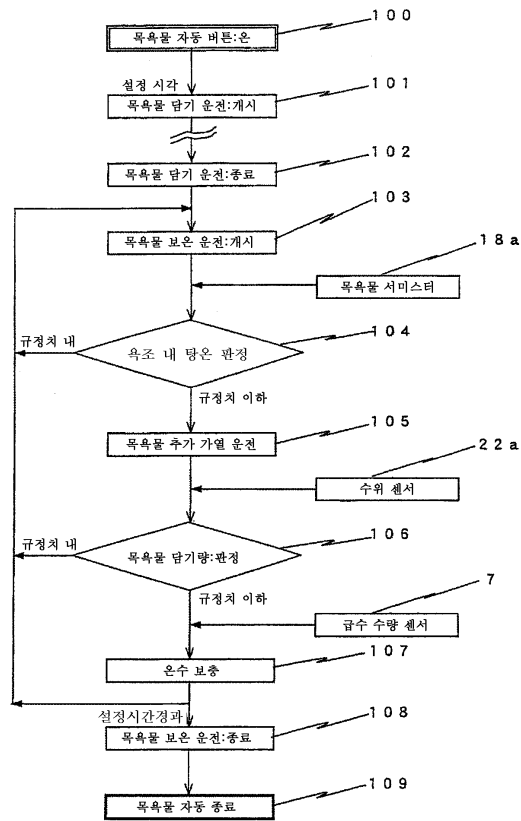 목욕물 자동 버튼:온
100
설정 시각
101
목욕물 담기 운전:개시
102
목욕물 담기 운전:종료
103
목욕물 보온 운전:개시
18a
목욕물 서미스터
104
규정치 내
욕조 내 탕온 판정
규정치 이하
105
목욕물 추가 가열 운전
22a
수위 센서
106
규정치 내
목욕물 담기량:판정
규정치 이하
7
급수 수량 센서
107
온수 보충
설정시간경과
108
목욕물 보온 운전:종료
109
목욕물 자동 종료